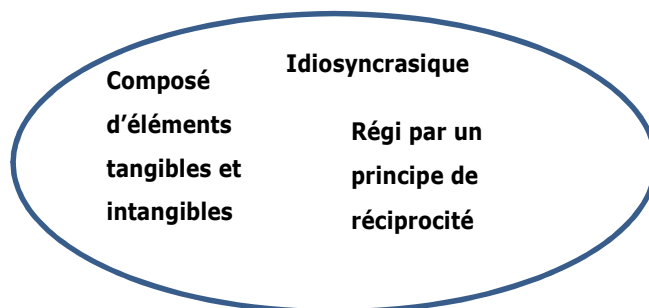 Idiosyncrasique
Composé
d’éléments
tangibles et
intangibles
Régi par un
principe de
réciprocité